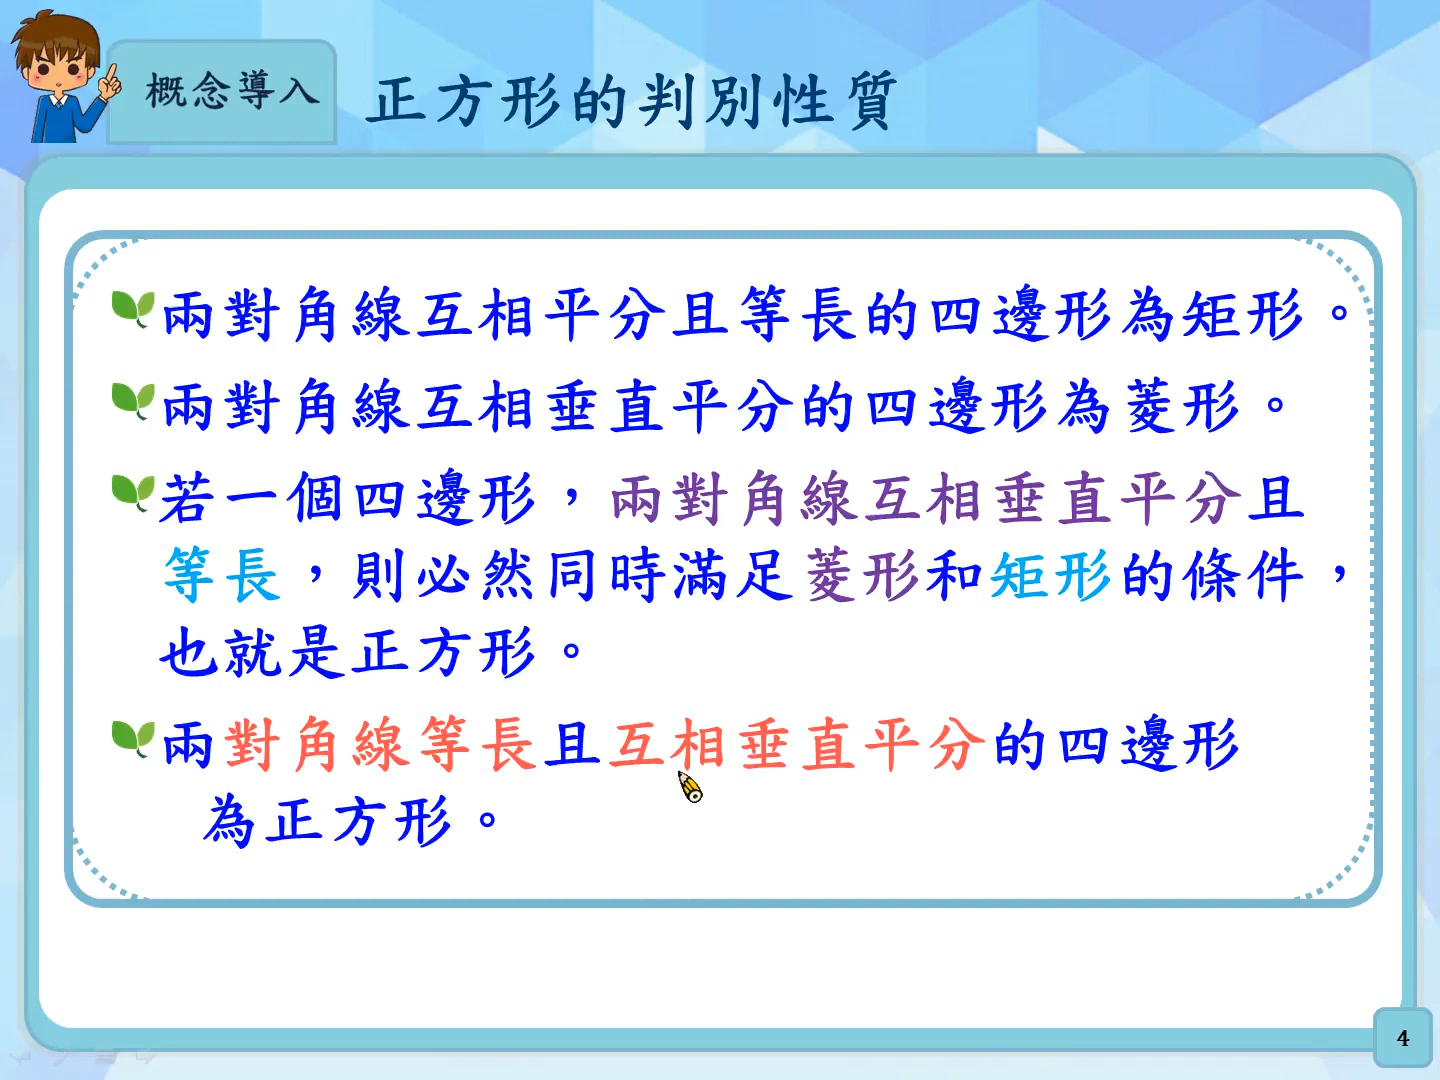 概念導入
正方形的判別性質
兩對角線互相平分且等長的四邊形為矩形。
兩對角線互相垂直平分的四邊形為菱形。
若一個四邊形，兩對角線互相垂直平分且
等長，則必然同時滿足菱形和矩形的條件，
也就是正方形。
兩對角線等長且互相垂直平分的四邊形
為正方形。
4